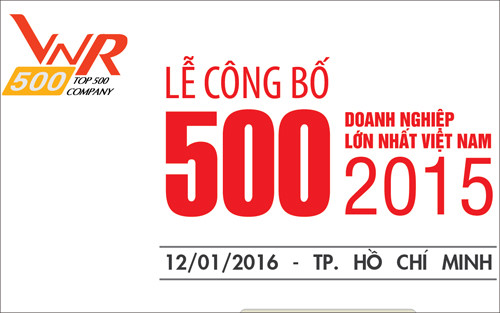 VNR
500
TOP 500
COMPANY
LỄ CÔNG BỐ
500
DOANH NGHIỆP
LỚN NHẤT VIỆT NAM
2015
12/01/2016 - TP. HỒ CHÍ MINH